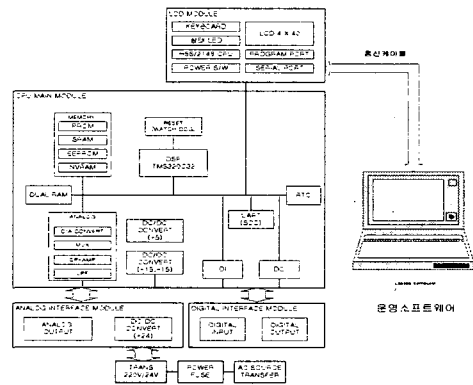 LCD MODULE
KEYBOARD
LCD 4 X 40
H8S/2148 CPU
PROGRAM PORT
POWER S/W
SERIAL PORT
통신케이블
CPU MAIN MODULE
MEMORY
PROM
SRAM
EEPROM
NVRAM
RESET
(WATCH DOG)
DSP
TMS320C32
DUAL RAM
RTC
ANALOG
D/A CONVERT
MUX
OP AMP
LPF
DC/DC
CONVERT
(+5)
DC/DC
CONVERT
(+15,-15)
UART
(SCC)
DI
DO
ANALOG INTERFACE MODULE
ANALOG
OUTPUT
DC/DC
CONVERT
(+24)
DIGITAL INTERFACE MODULE
DIGITAL
INPUT
DIGITAL
OUTPUT
운영소프트웨어
TRANS
220V/24V
POWER
FUSE
AC SOURCE
TRANSFER